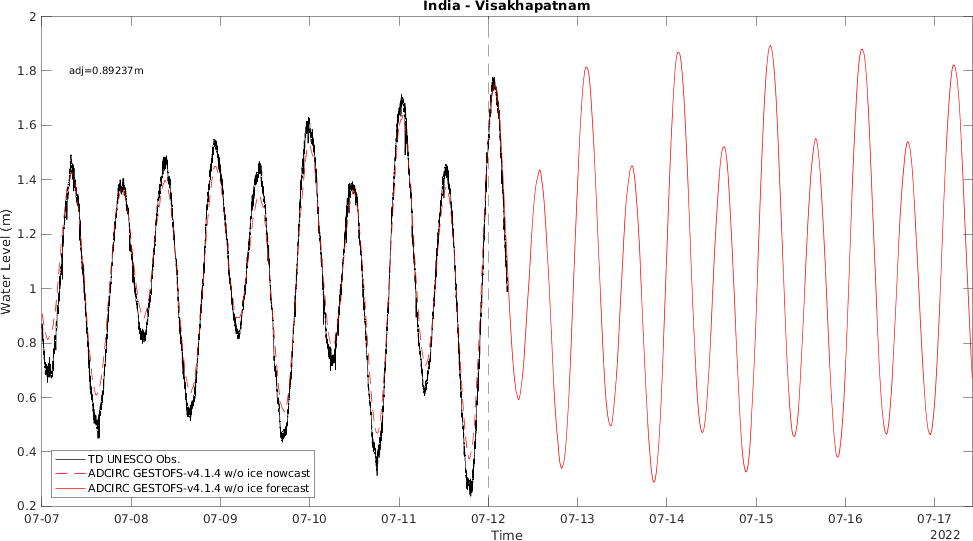 India - Visakhapatnam
2
1.8
1.6
1.4
1.2
1
0.8
0.6
0.4
0.2
Water Level (m)
adj=0.89237m
TD UNESCO Obs.
ADCIRC GESTOFS-v4.1.4 w/o ice nowcast
ADCIRC GESTOFS-v4.1.4 w/o ice forecast
07-07 07-08 07-09 07-10 07-11 07-12 07-13 07-14 07-15 07-16 07-17
2022
Time